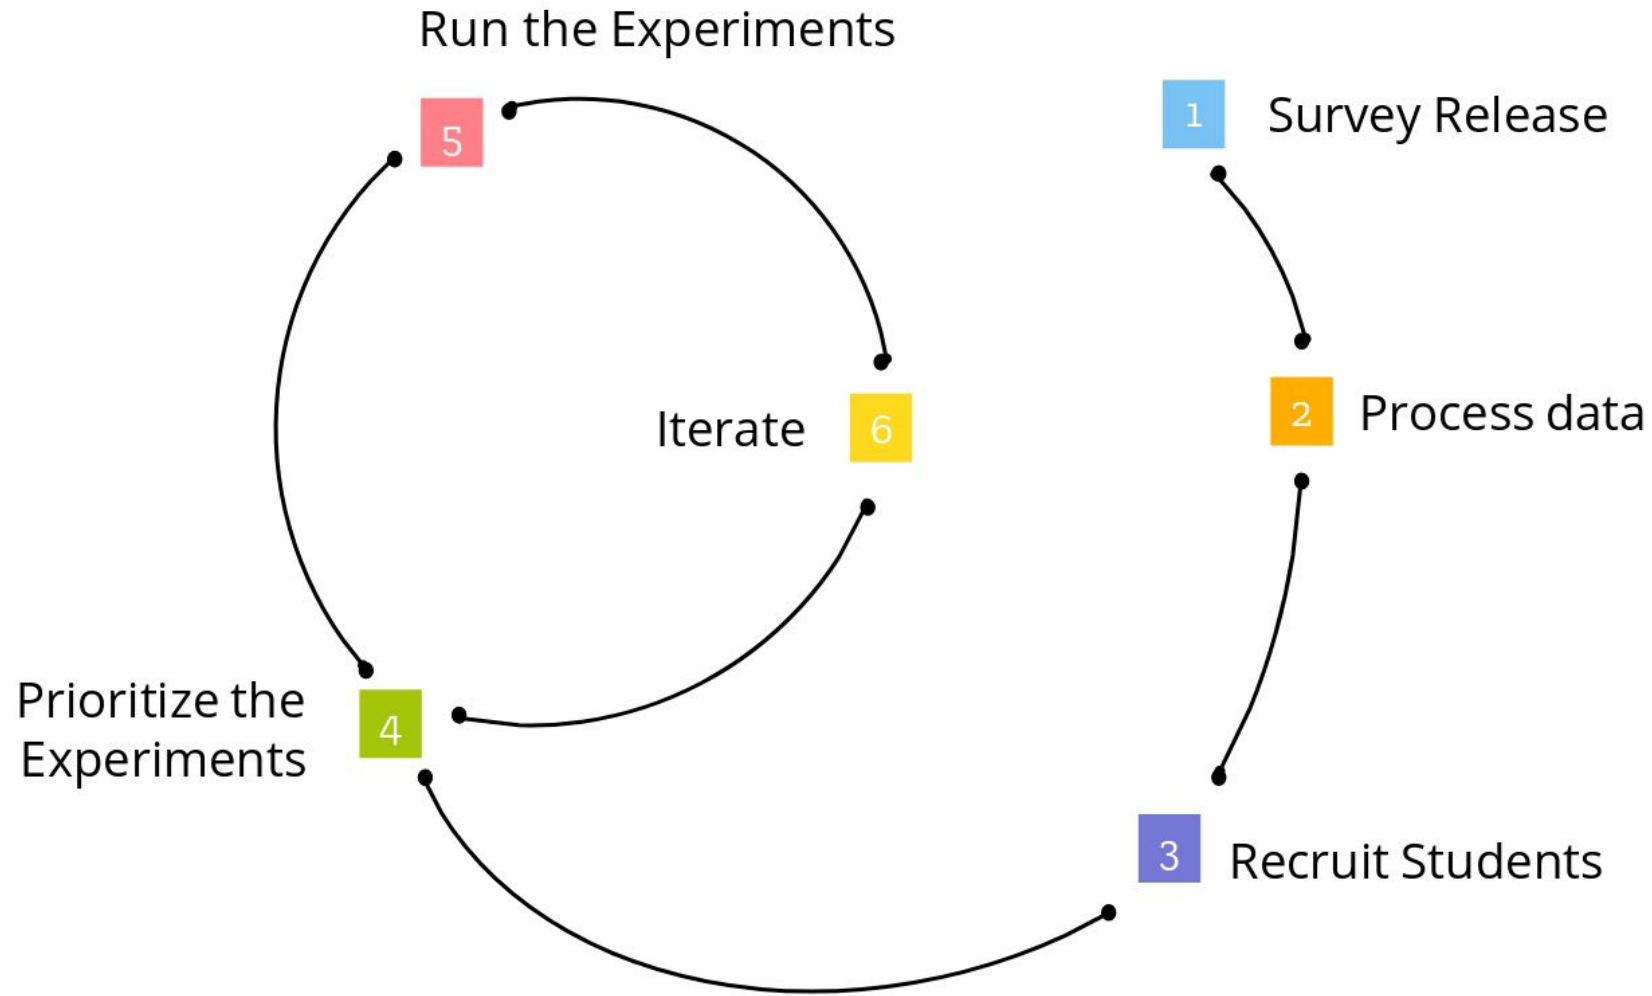 Run the Experiments
5
1
Survey Release
Iterate
6
2
Process data
Prioritize the
Experiments
4
3
Recruit Students